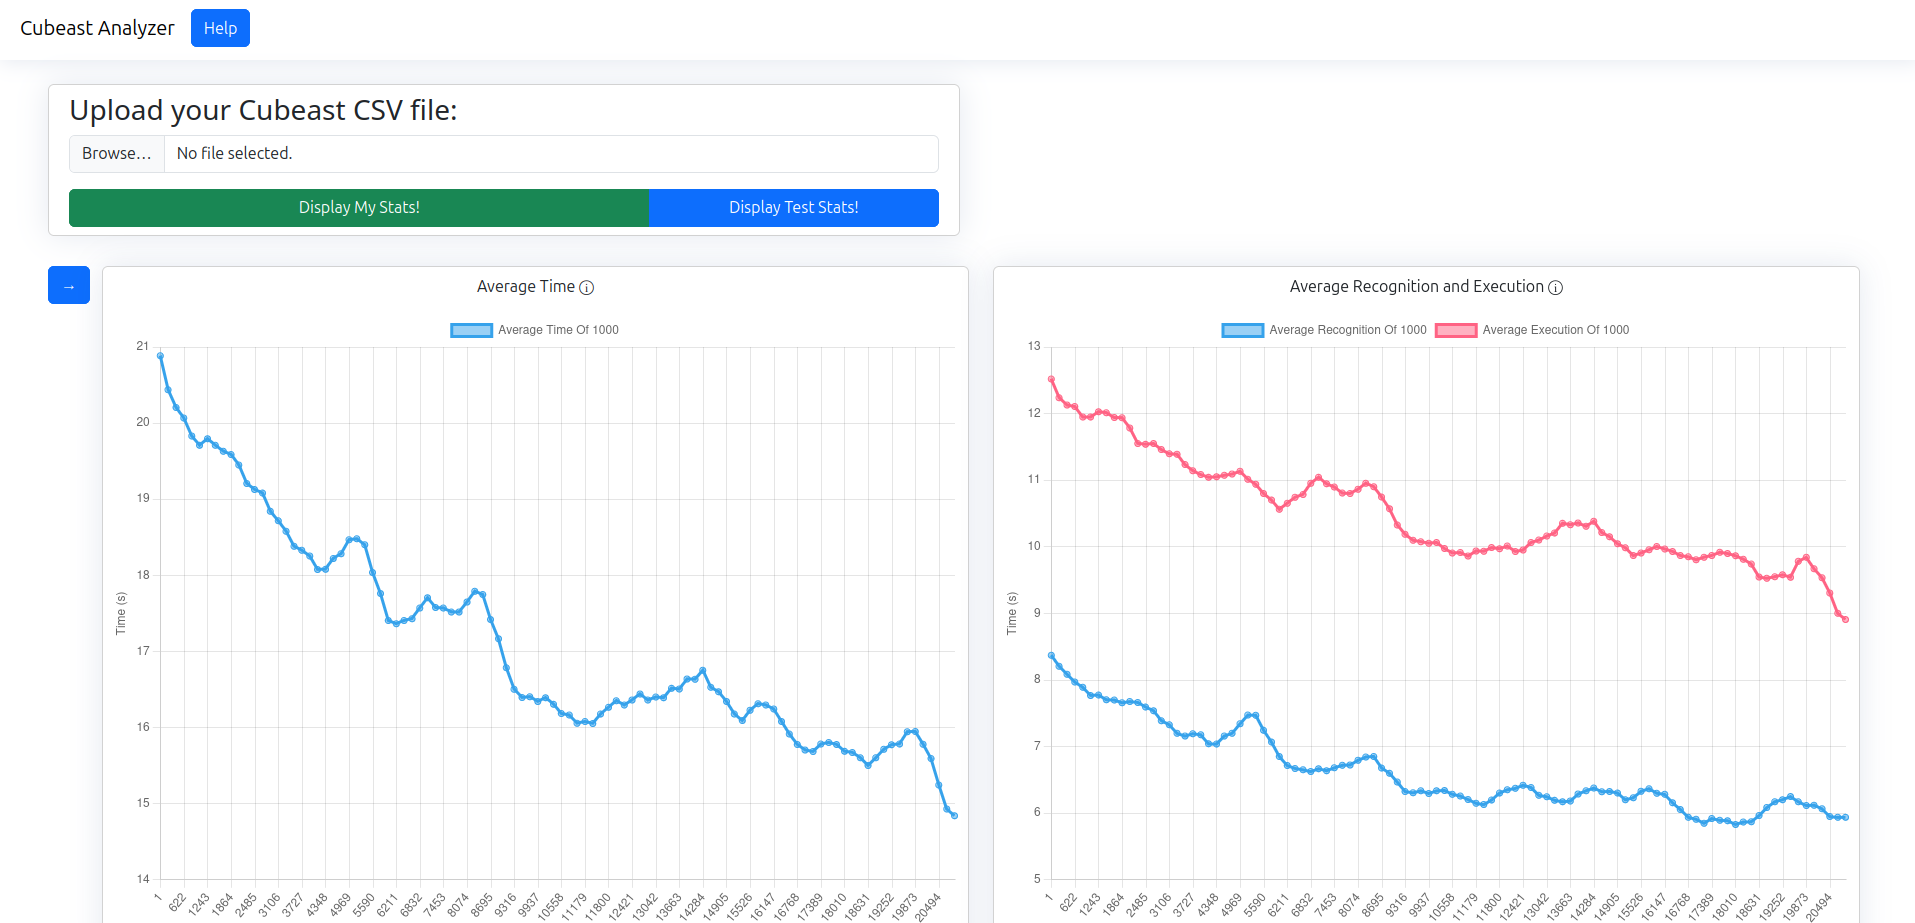 Cubeast Analyzer Help
Upload your Cubeast CSV file:
Browse... No file selected.
Display My Stats! Display Test Stats!
→
Average Time
Average Time Of 1000
21
20
19
18
17
16
15
14
Time (s)
1 622 1243 1864 2485 3106 3727 4348 4969 5590 6211 6832 7453 8074 8695 9316 9937 10558 11179 11800 12421 13042 13663 14284 14905 15526 16147 16768 17389 18010 18631 19252 19873 20494
Average Recognition and Execution
Average Recognition Of 1000 Average Execution Of 1000
13
12
11
10
9
8
7
6
5
Time (s)
1 622 1243 1864 2485 3106 3727 4348 4969 5590 6211 6832 7453 8074 8695 9316 9937 10558 11179 11800 12421 13042 13663 14284 14905 15526 16147 16768 17389 18010 18631 19252 19873 20494